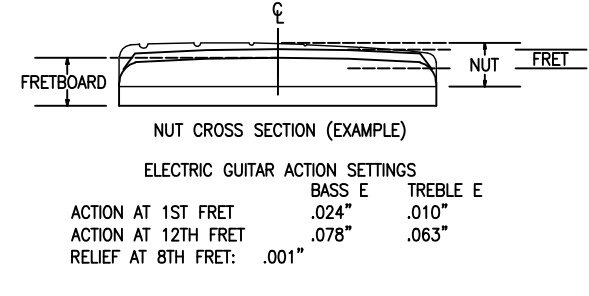 ℄
FRETBOARD
NUT
FRET
NUT CROSS SECTION (EXAMPLE)
ELECTRIC GUITAR ACTION SETTINGS
BASS E TREBLE E
ACTION AT 1ST FRET .024" .010"
ACTION AT 12TH FRET .078" .063"
RELIEF AT 8TH FRET: .001"